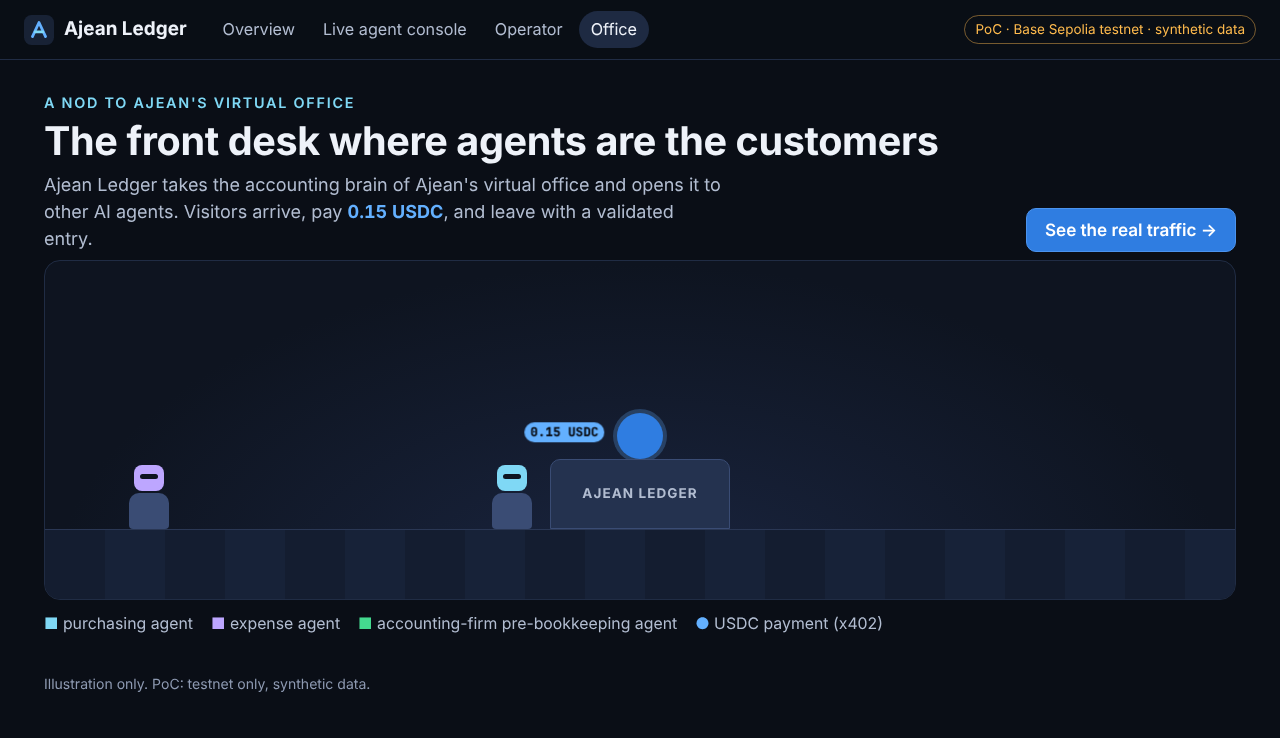 Ajean Ledger
Overview
Live agent console
Operator
Office
PoC · Base Sepolia testnet · synthetic data
A NOD TO AJEAN'S VIRTUAL OFFICE
The front desk where agents are the customers
Ajean Ledger takes the accounting brain of Ajean's virtual office and opens it to
other AI agents. Visitors arrive, pay 0.15 USDC, and leave with a validated
entry.
See the real traffic →
0.15 USDC
AJEAN LEDGER
purchasing agent
expense agent
accounting-firm pre-bookkeeping agent
USDC payment (x402)
Illustration only. PoC: testnet only, synthetic data.